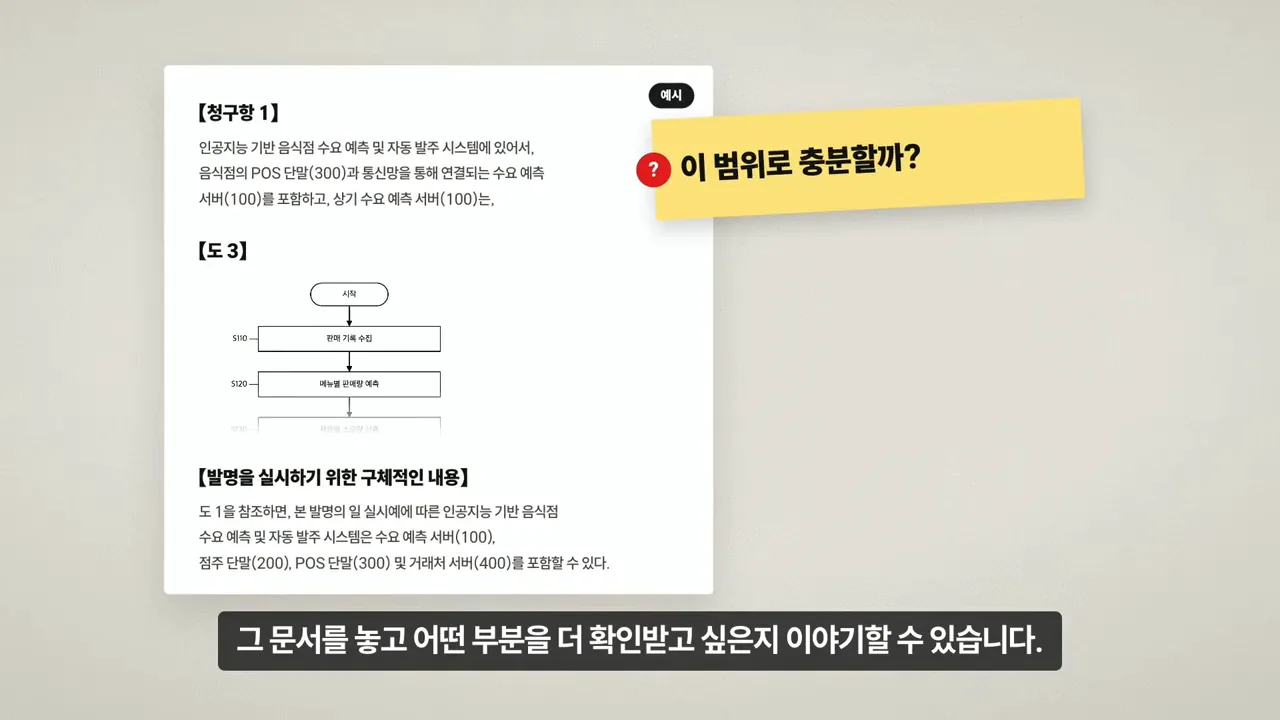 예시
【청구항 1】
인공지능 기반 음식점 수요 예측 및 자동 발주 시스템에 있어서,
음식점의 POS 단말(300)과 통신망을 통해 연결되는 수요 예측
서버(100)를 포함하고, 상기 수요 예측 서버(100)는,
? 이 범위로 충분할까?
【도 3】
시작
S110
판매 기록 수집
S120
메뉴별 판매량 예측
【발명을 실시하기 위한 구체적인 내용】
도 1을 참조하면, 본 발명의 일 실시예에 따른 인공지능 기반 음식점
수요 예측 및 자동 발주 시스템은 수요 예측 서버(100),
점주 단말(200), POS 단말(300) 및 거래처 서버(400)를 포함할 수 있다.
그 문서를 놓고 어떤 부분을 더 확인받고 싶은지 이야기할 수 있습니다.